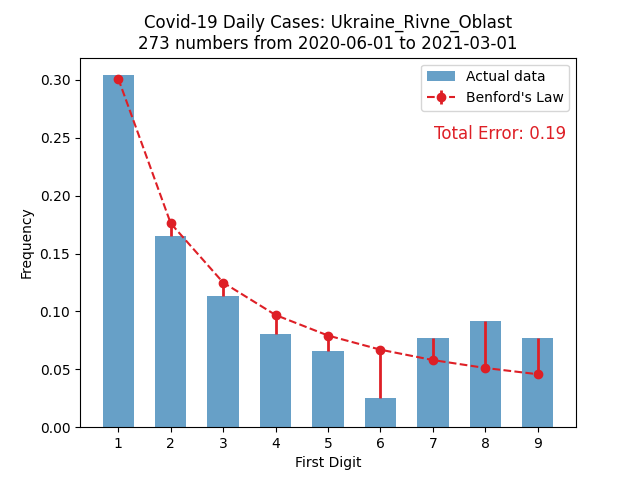 Covid-19 Daily Cases: Ukraine_Rivne_Oblast
273 numbers from 2020-06-01 to 2021-03-01
Actual data
Benford's Law
Total Error: 0.19
0.30
0.25
0.20
0.15
0.10
0.05
0.00
Frequency
1 2 3 4 5 6 7 8 9
First Digit